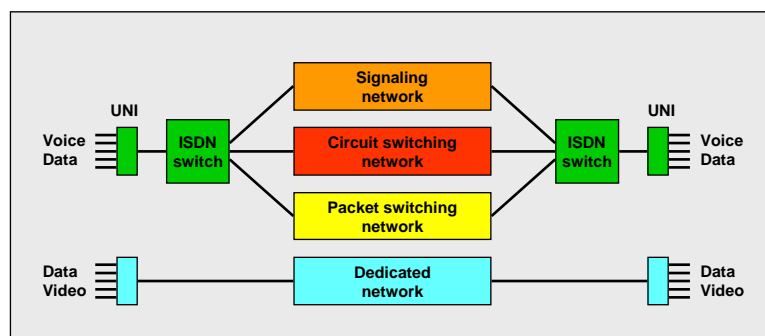 Signaling
network
UNI
Voice
Data
ISDN
switch
Circuit switching
network
ISDN
switch
UNI
Voice
Data
Packet switching
network
Data
Video
Dedicated
network
Data
Video